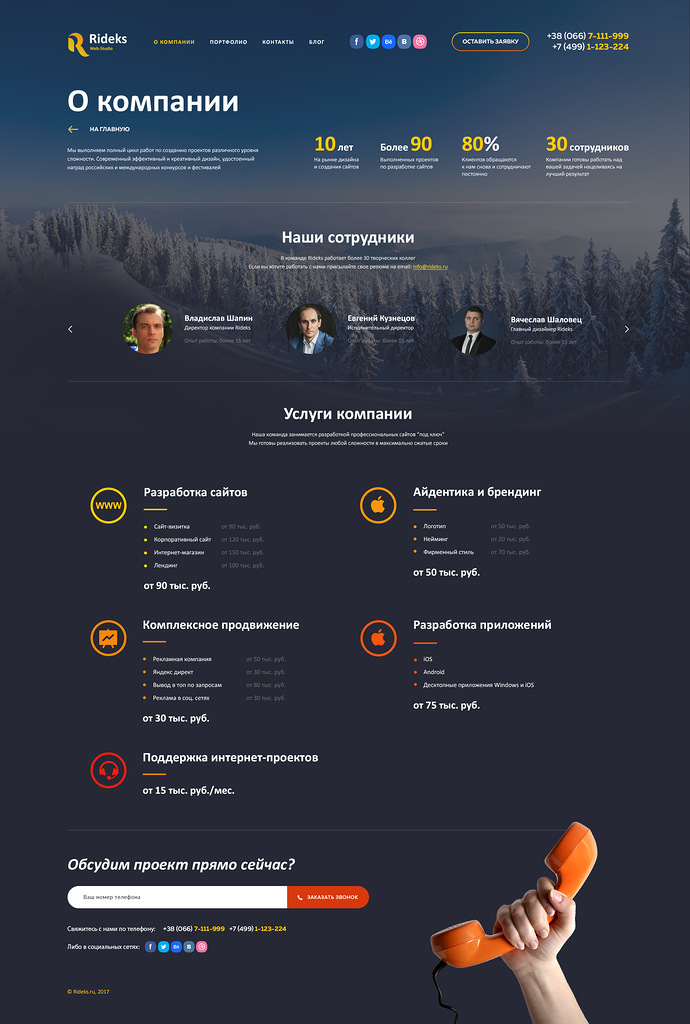 Rideks
Web-Studio
О КОМПАНИИ ПОРТФОЛИО КОНТАКТЫ БЛОГ
ОСТАВИТЬ ЗАЯВКУ
+38 (066) 7-111-999
+7 (499) 1-123-224
О компании
НА ГЛАВНУЮ
Мы выполняем полный цикл работ по созданию проектов различного уровня
сложности. Современный эффективный и креативный дизайн, удостоенный
наград российских и международных конкурсов и фестивалей
10 лет
На рынке дизайна
и создания сайтов
Более 90
Выполненных проектов
по разработке сайтов
80%
Клиентов обращаются
к нам снова и сотрудничают
постоянно
30 сотрудников
Компании готовы работать над
вашей задачей нацеливаясь на
лучший результат
Наши сотрудники
В команде Rideks работает более 30 творческих коллег
Если вы хотите работать с нами присылайте свое резюме на email: info@rideks.ru
Владислав Шапин
Директор компании Rideks
Опыт работы: более 15 лет
Евгений Кузнецов
Исполнительный директор
Опыт работы: более 15 лет
Вячеслав Шаловец
Главный дизайнер Rideks
Опыт работы: более 15 лет
Услуги компании
Наша команда занимается разработкой профессиональных сайтов "под ключ"
Мы готовы реализовать проекты любой сложности в максимально сжатые сроки
WWW
Разработка сайтов
Сайт-визитка от 90 тыс. руб.
Корпоративный сайт от 120 тыс. руб.
Интернет-магазин от 150 тыс. руб.
Лендинг от 100 тыс. руб.
от 90 тыс. руб.
Айдентика и брендинг
Логотип от 50 тыс. руб.
Нейминг от 20 тыс. руб.
Фирменный стиль от 70 тыс. руб.
от 50 тыс. руб.
Комплексное продвижение
Рекламная компания от 50 тыс. руб.
Яндекс директ от 30 тыс. руб.
Вывод в топ по запросам от 80 тыс. руб.
Реклама в соц. сетях от 30 тыс. руб.
от 30 тыс. руб.
Разработка приложений
iOS
Android
Десктопные приложения Windows и iOS
от 75 тыс. руб.
Поддержка интернет-проектов
от 15 тыс. руб./мес.
Обсудим проект прямо сейчас?
Ваш номер телефона
ЗАКАЗАТЬ ЗВОНОК
Свяжитесь с нами по телефону: +38 (066) 7-111-999 +7 (499) 1-123-224
Либо в социальных сетях:
© Rideks.ru, 2017